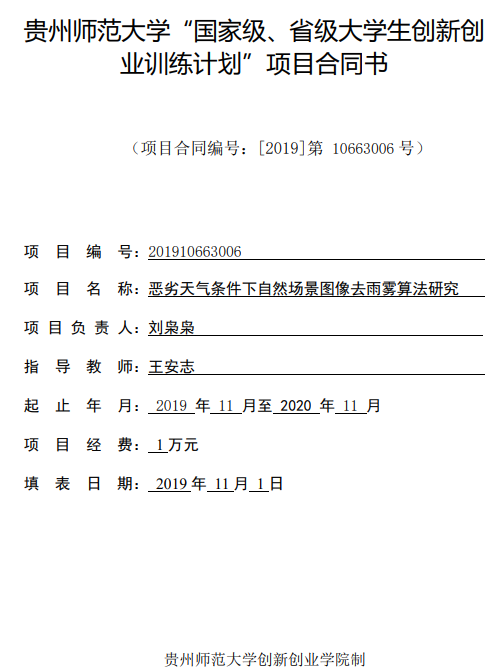 贵州师范大学“国家级、省级大学生创新创
业训练计划”项目合同书
（项目合同编号：[2019]第 10663006 号）
项 目 编 号：201910663006
项 目 名 称：恶劣天气条件下自然场景图像去雨雾算法研究
项 目 负 责 人：刘枭枭
指 导 教 师：王安志
起 止 年 月： 2019 年 11 月至 2020 年 11 月
项 目 经 费： 1 万元
填 表 日 期： 2019 年 11 月 1 日
贵州师范大学创新创业学院制